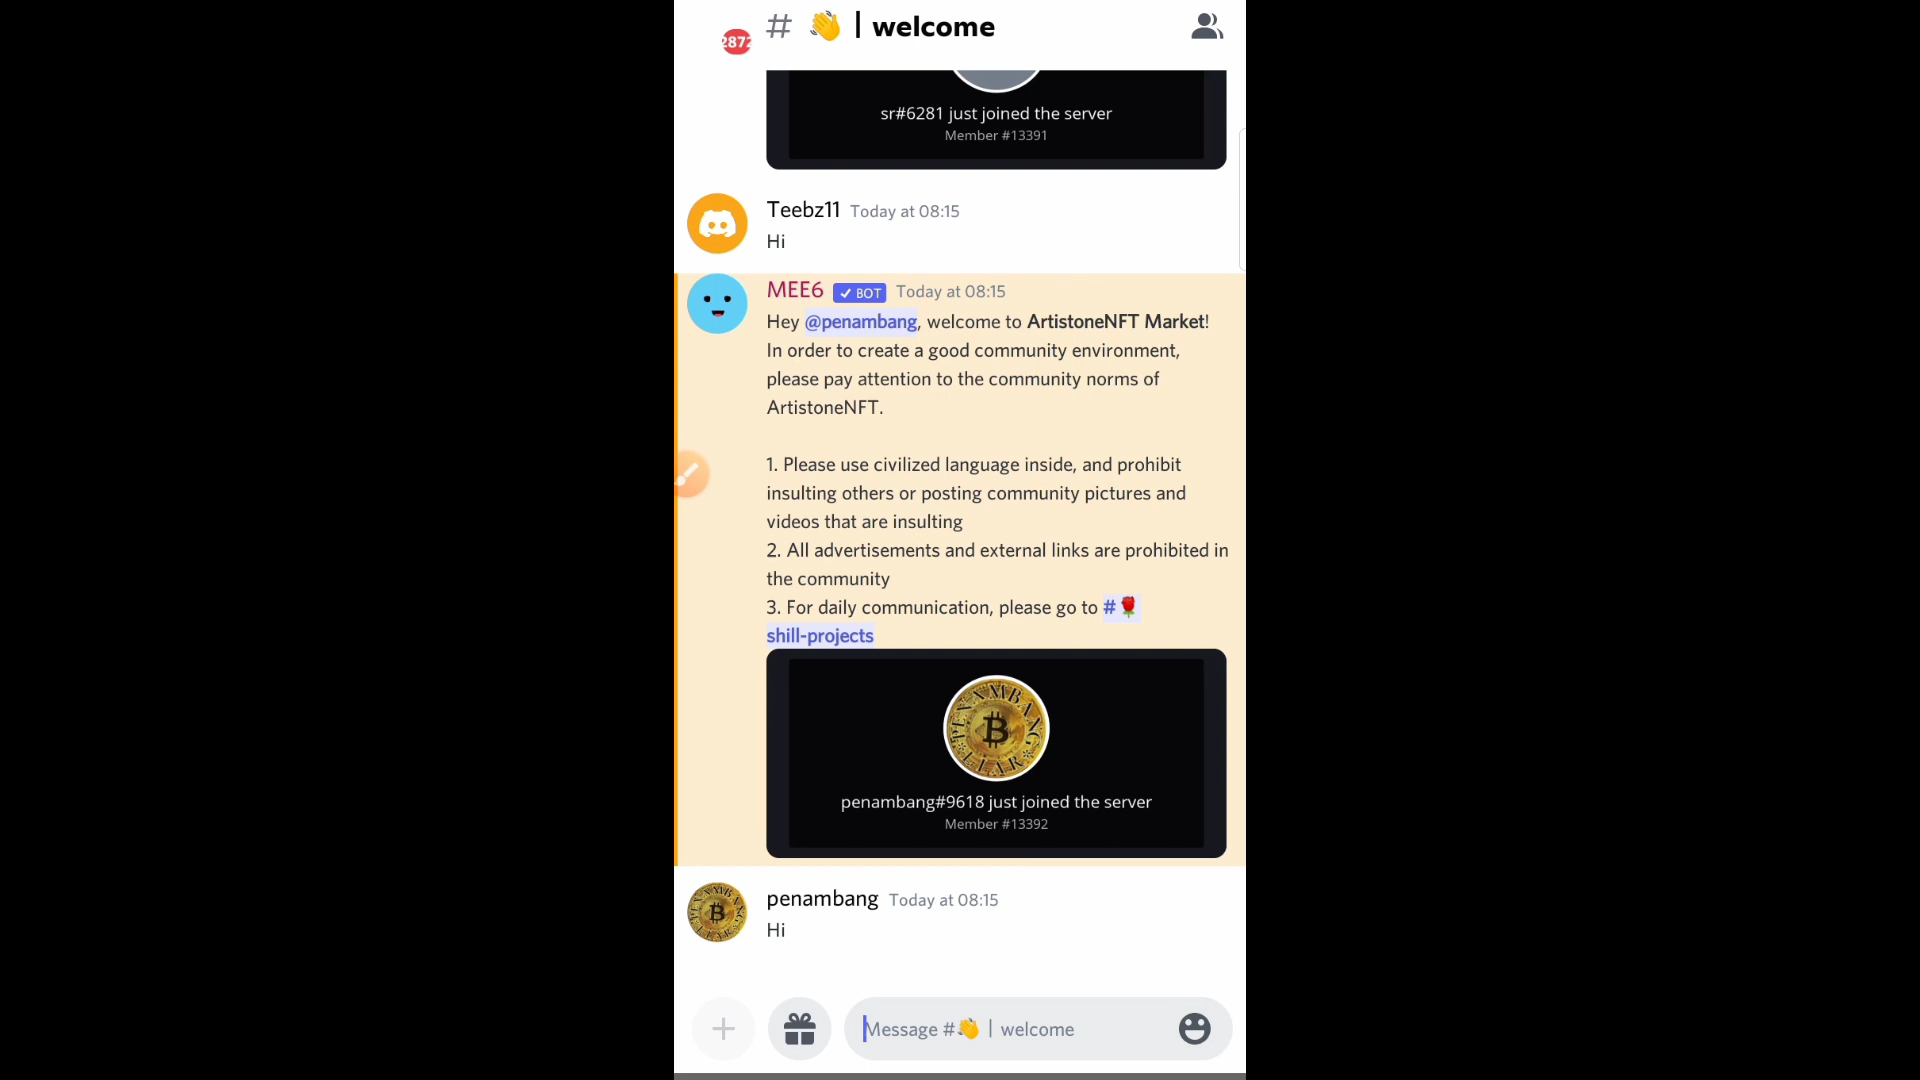 2872
# 👋 | welcome
sr#6281 just joined the server
Member #13391
Teebz11 Today at 08:15
Hi
MEE6 ✓ BOT Today at 08:15
Hey @penambang, welcome to ArtistoneNFT Market!
In order to create a good community environment,
please pay attention to the community norms of
ArtistoneNFT.
1. Please use civilized language inside, and prohibit
insulting others or posting community pictures and
videos that are insulting
2. All advertisements and external links are prohibited in
the community
3. For daily communication, please go to #🌹
shill-projects
penambang#9618 just joined the server
Member #13392
penambang Today at 08:15
Hi
Message #👋 | welcome